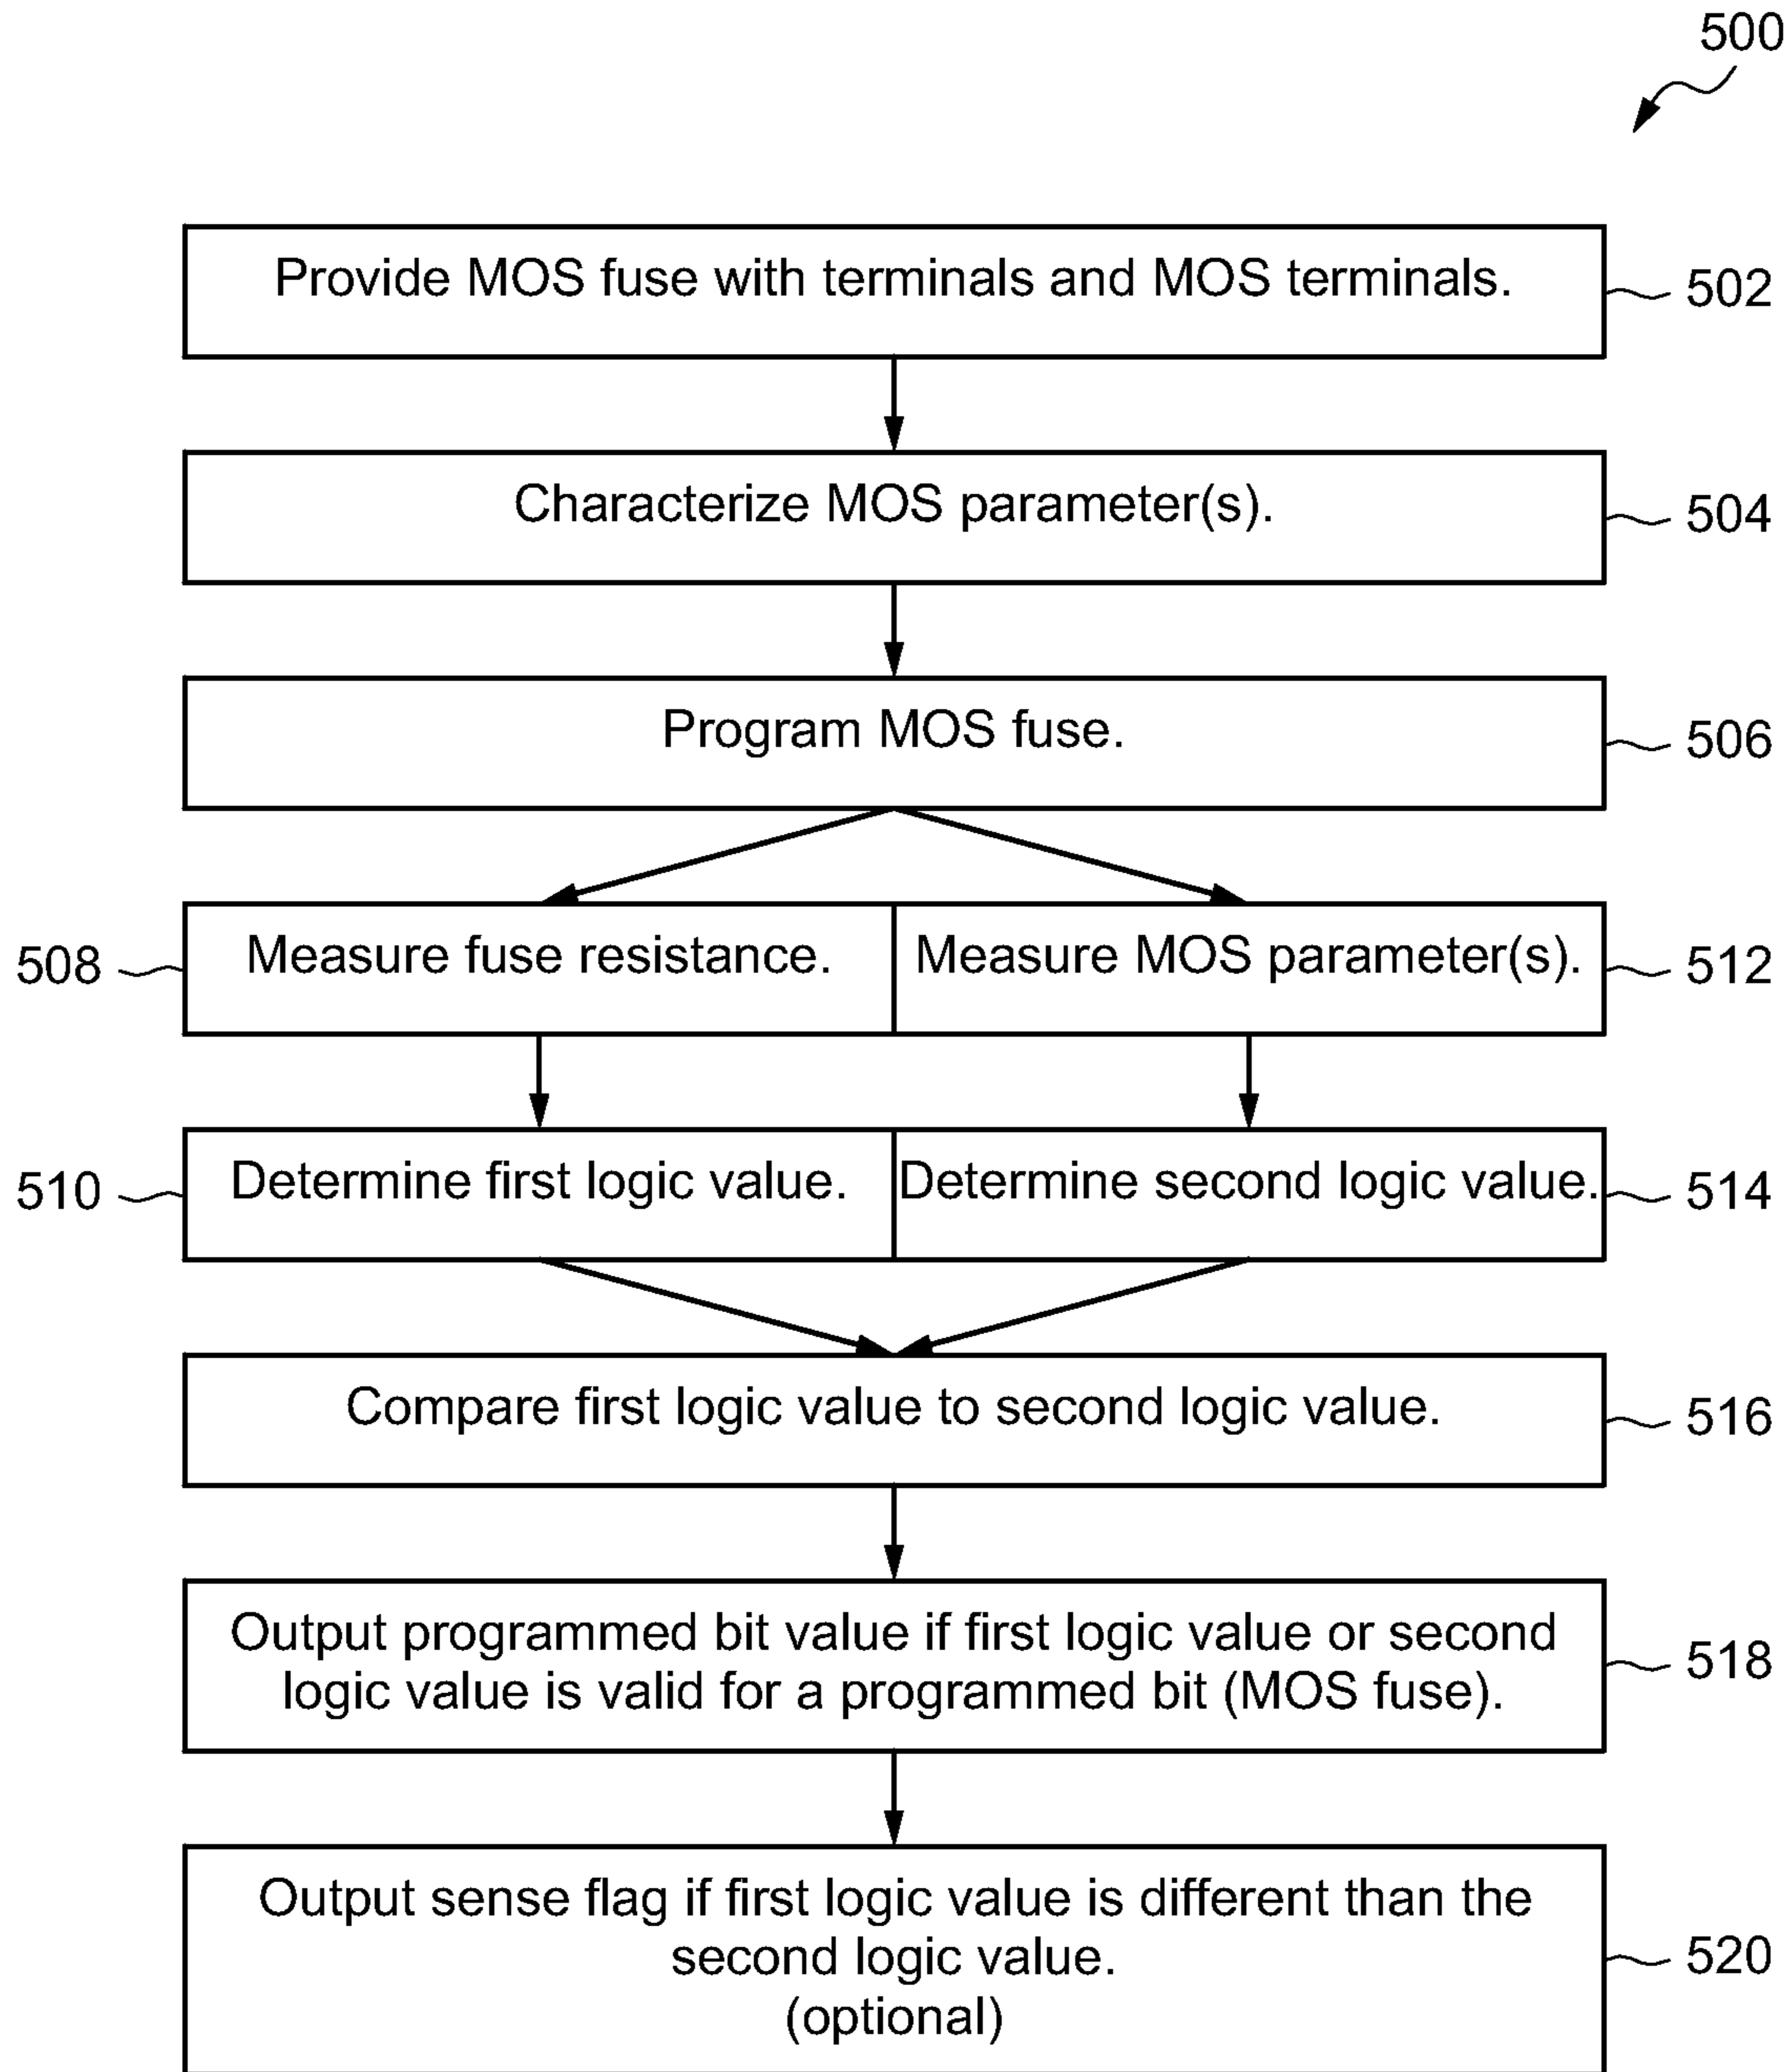 500
Provide MOS fuse with terminals and MOS terminals.
502
Characterize MOS parameter(s).
504
Program MOS fuse.
506
508
Measure fuse resistance.
Measure MOS parameter(s).
512
510
Determine first logic value.
Determine second logic value.
514
Compare first logic value to second logic value.
516
Output programmed bit value if first logic value or second
logic value is valid for a programmed bit (MOS fuse).
518
Output sense flag if first logic value is different than the
second logic value.
(optional)
520